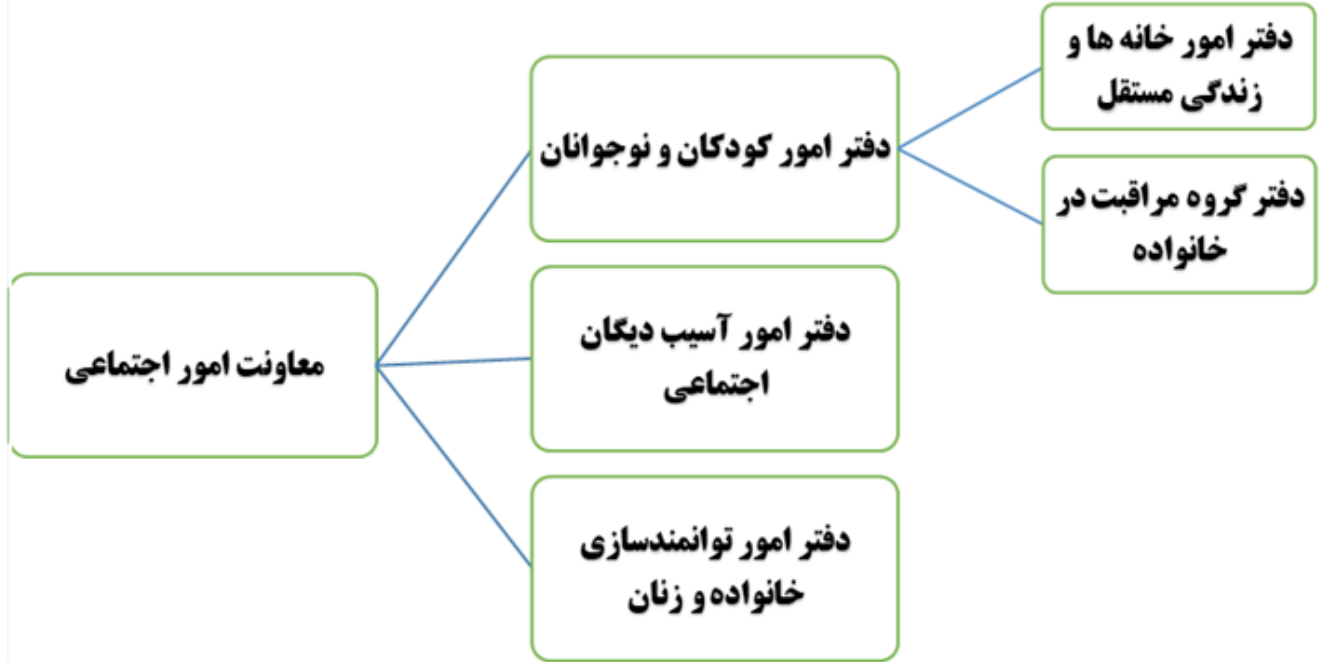 معاونت امور اجتماعی
دفتر امور کودکان و نوجوانان
دفتر امور خانه ها و
زندگی مستقل
دفتر گروه مراقبت در
خانواده
دفتر امور آسیب دیگان
اجتماعی
دفتر امور توانمندسازی
خانواده و زنان